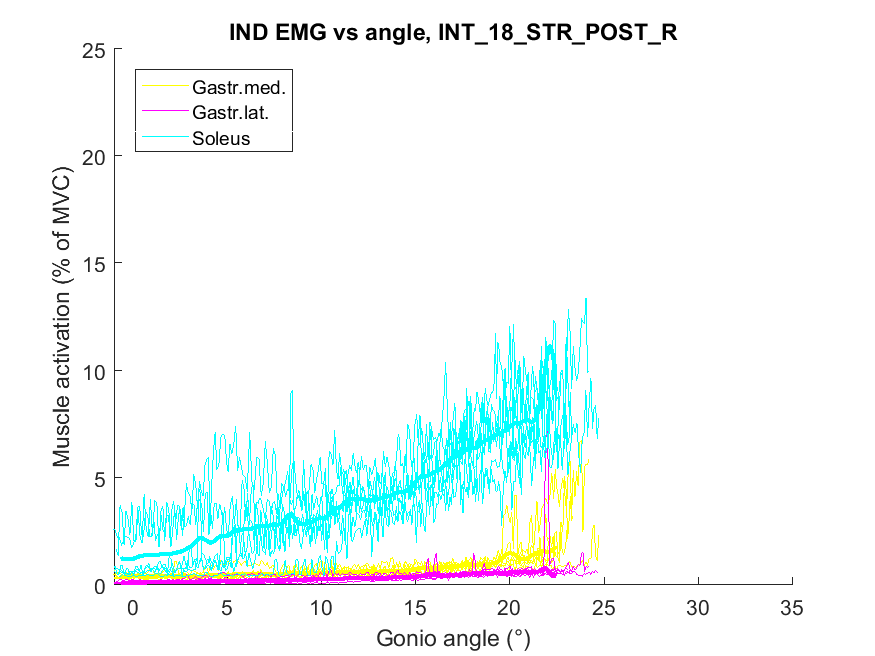 IND EMG vs angle, INT_18_STR_POST_R
25
20
15
10
5
0
Muscle activation (% of MVC)
Gastr.med.
Gastr.lat.
Soleus
0 5 10 15 20 25 30 35
Gonio angle (°)